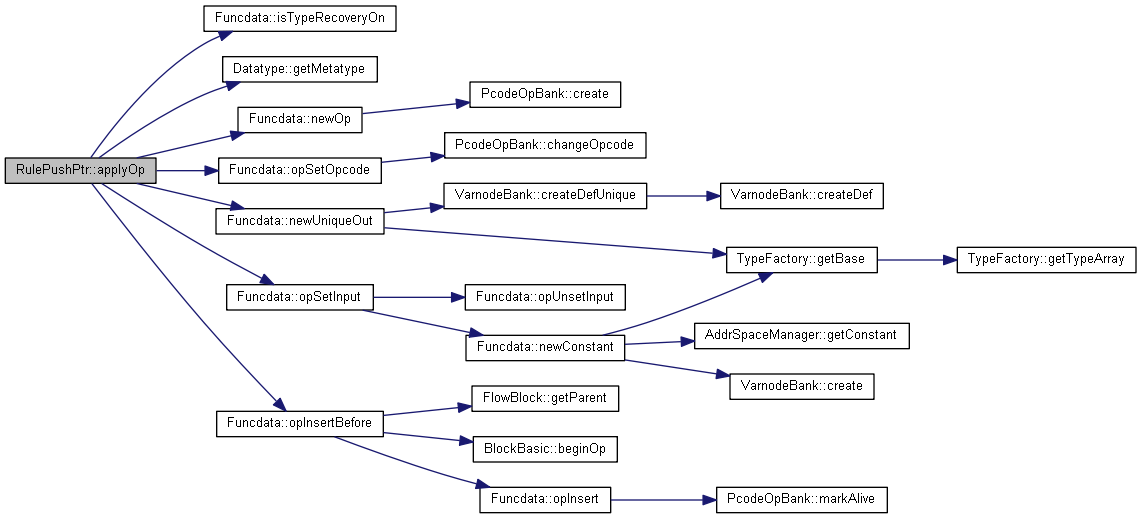 Funcdata::isTypeRecoveryOn
Datatype::getMetatype
PcodeOpBank::create
Funcdata::newOp
PcodeOpBank::changeOpcode
RulePushPtr::applyOp
Funcdata::opSetOpcode
VarnodeBank::createDefUnique
VarnodeBank::createDef
Funcdata::newUniqueOut
TypeFactory::getBase
TypeFactory::getTypeArray
Funcdata::opSetInput
Funcdata::opUnsetInput
AddrSpaceManager::getConstant
Funcdata::newConstant
VarnodeBank::create
FlowBlock::getParent
Funcdata::opInsertBefore
BlockBasic::beginOp
Funcdata::opInsert
PcodeOpBank::markAlive